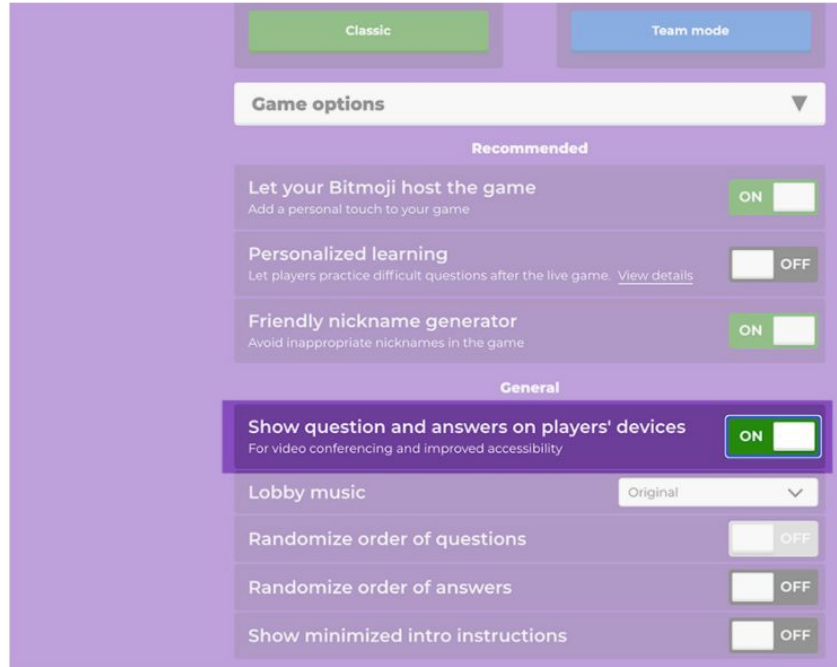 Classic
Team mode
Game options
Recommended
Let your Bitmoji host the game
Add a personal touch to your game
ON
Personalized learning
Let players practice difficult questions after the live game. View details
OFF
Friendly nickname generator
Avoid inappropriate nicknames in the game
ON
General
Show question and answers on players' devices
For video conferencing and improved accessibility
ON
Lobby music
Original
Randomize order of questions
OFF
Randomize order of answers
OFF
Show minimized intro instructions
OFF